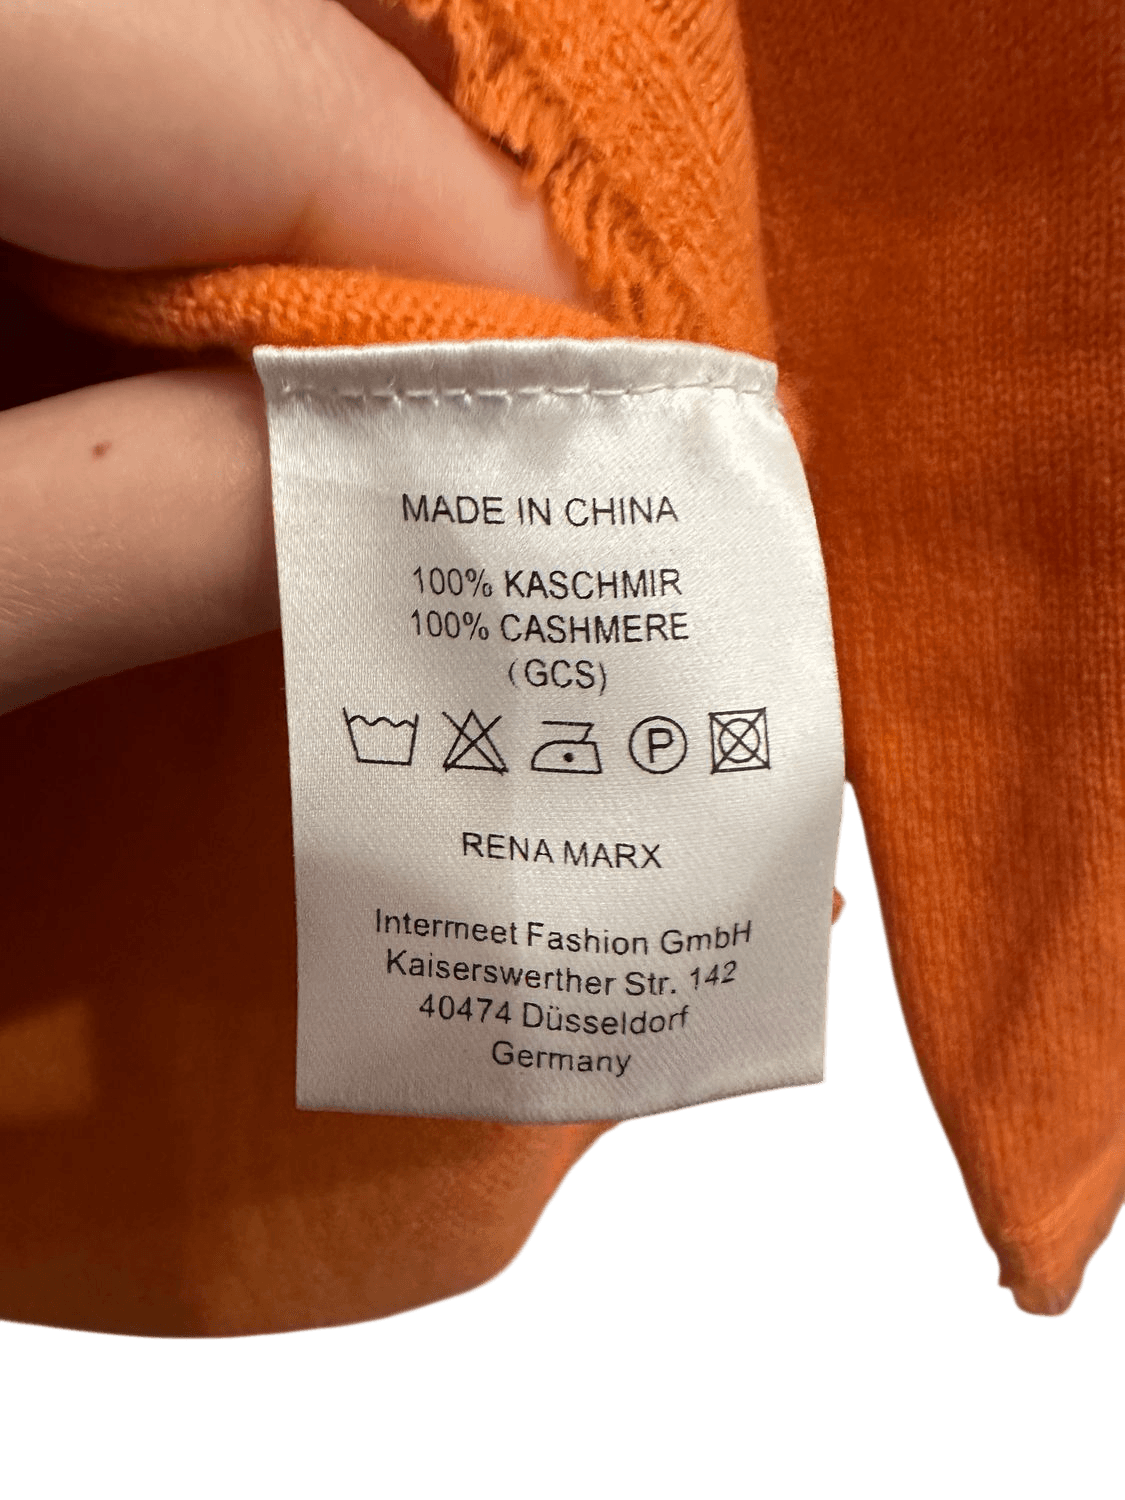 MADE IN CHINA
100% KASCHMIR
100% CASHMERE
(GCS)
P
RENA MARX
Intermeet Fashion GmbH
Kaiserswerther Str. 142
40474 Düsseldorf
Germany